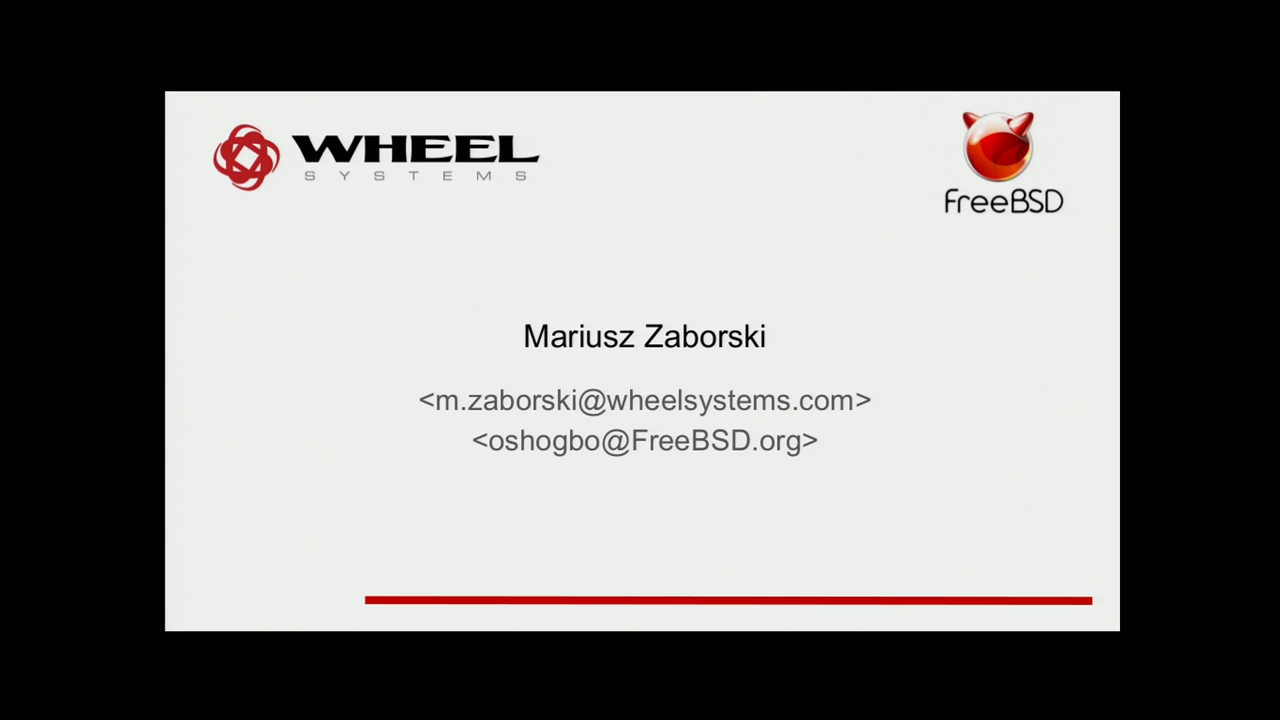 WHEEL
SYSTEMS
FreeBSD
Mariusz Zaborski
<m.zaborski@wheelsystems.com>
<oshogbo@FreeBSD.org>